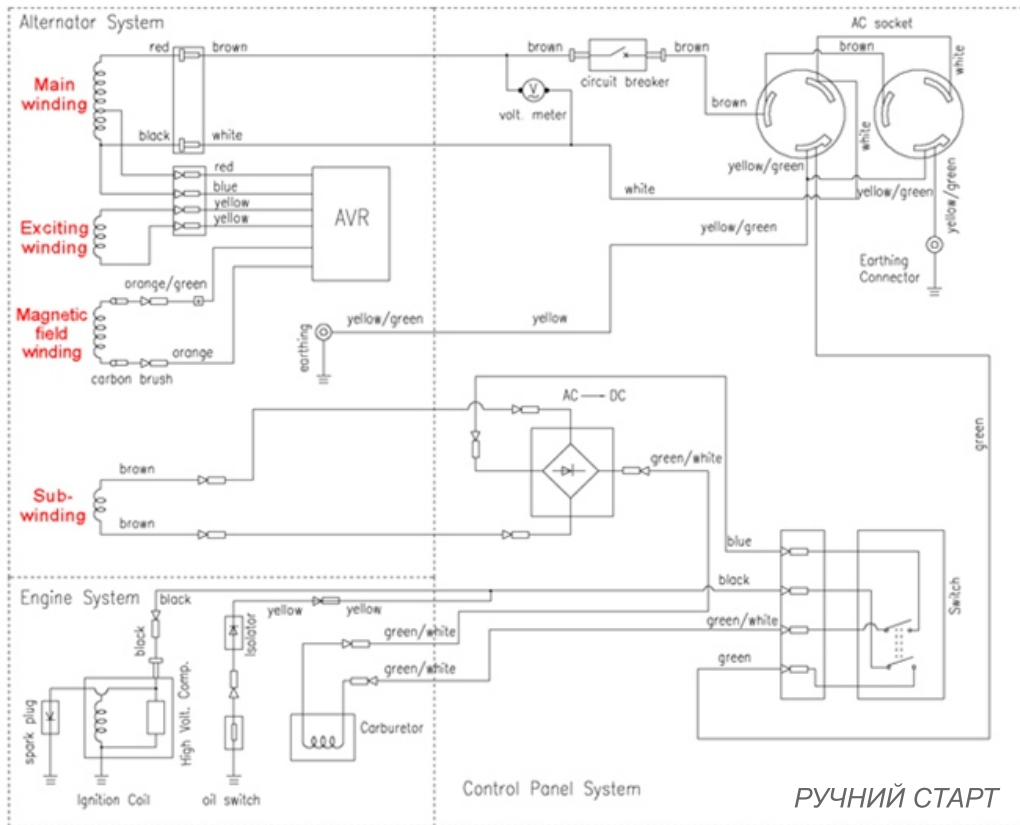 Alternator System
AC socket
red
brown
brown
brown
brown
white
Main
winding
circuit breaker
V
volt. meter
brown
black
white
white
yellow/green
red
blue
yellow
yellow
AVR
white
yellow/green
yellow/green
Exciting
winding
yellow/green
Earthing
Connector
orange/green
Magnetic
field
winding
yellow/green
yellow
earthing
orange
carbon brush
AC — DC
green
brown
green/white
Sub-
winding
brown
blue
black
Switch
Engine System
black
yellow
yellow
Isolator
green/white
green/white
black
green/white
green
High Volt. Comp.
spark plug
Carburetor
Ignition Coil
oil switch
Control Panel System
РУЧНИЙ СТАРТ